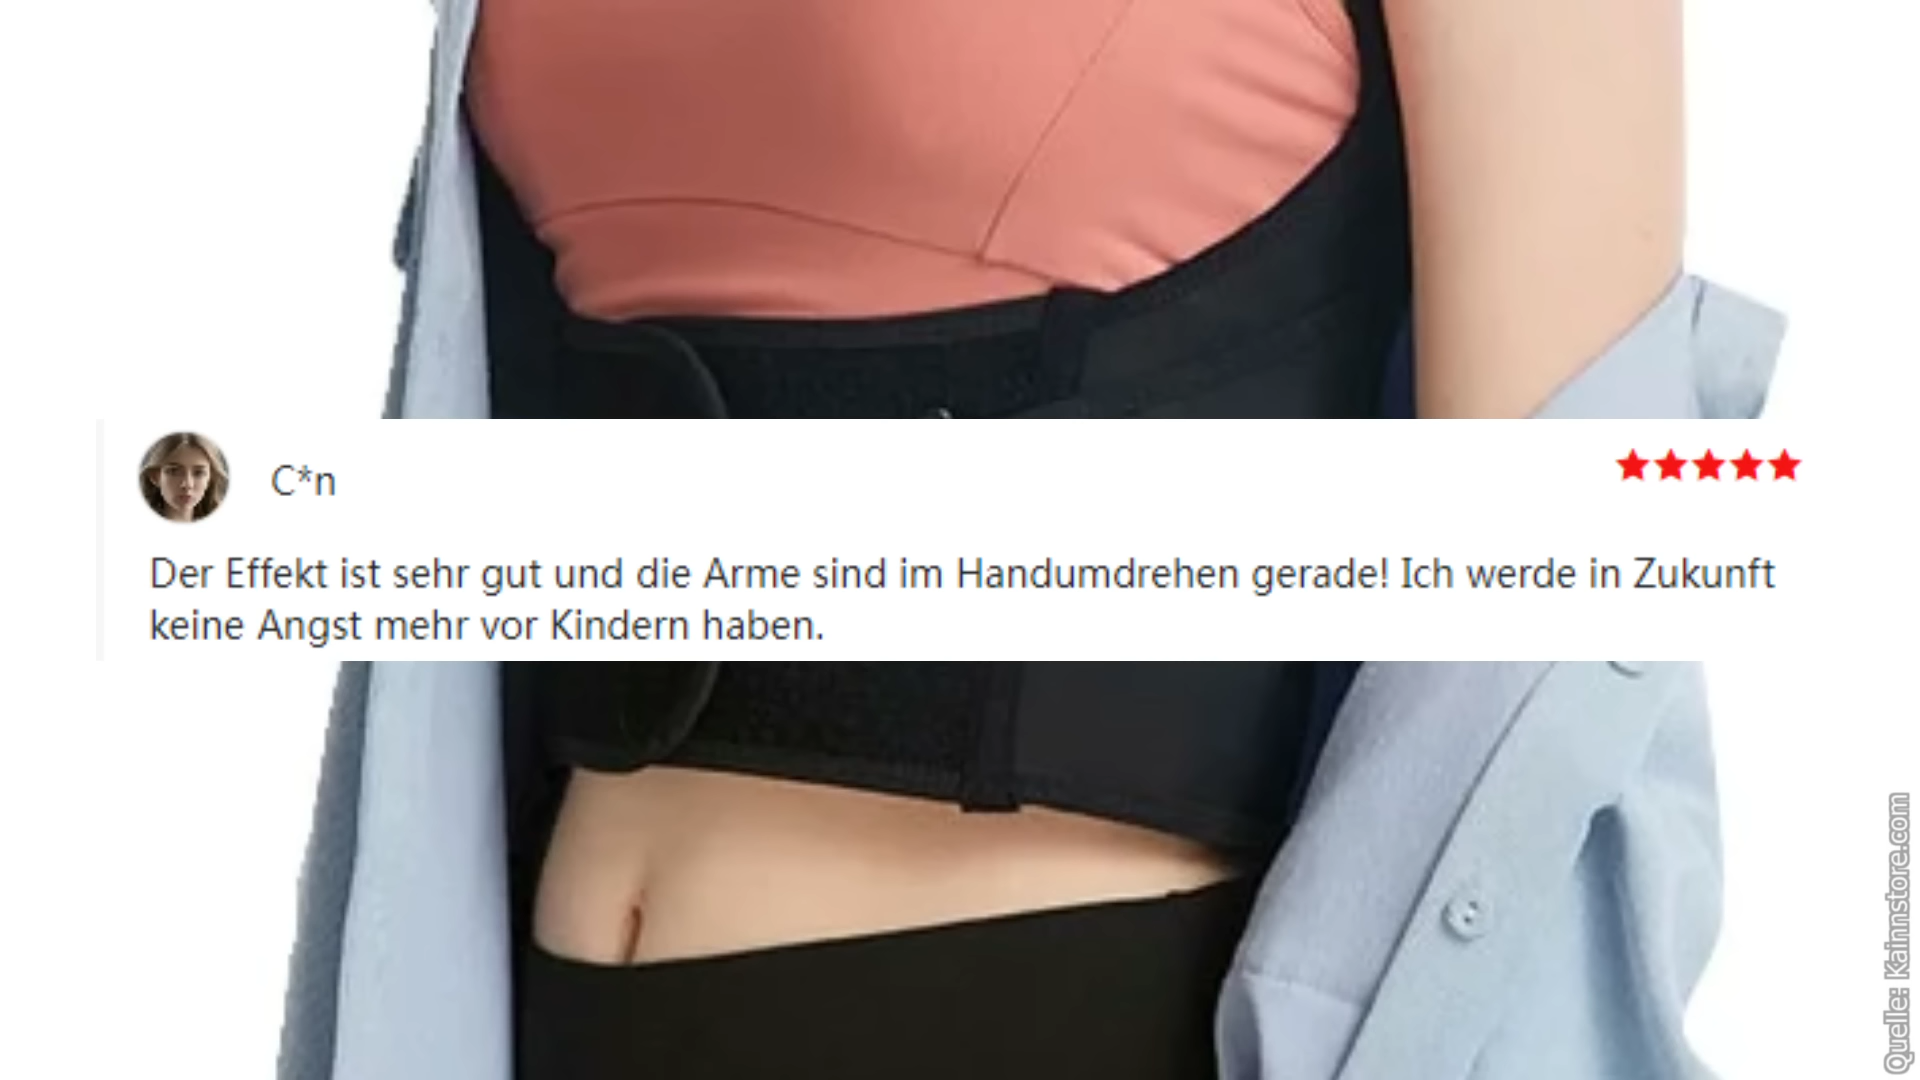 C*n
Der Effekt ist sehr gut und die Arme sind im Handumdrehen gerade! Ich werde in Zukunft
keine Angst mehr vor Kindern haben.
Quelle: Kainstore.com